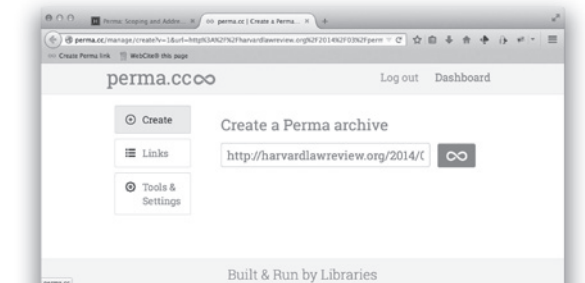 Perma: Scoping and Addre...
perma.cc | Create a Perma...
perma.cc/manage/create?v=1&url=http%3A%2F%2Fharvardlawreview.org%2F2014%2F03%2Fperm
Create Perma link
WebCite® this page
perma.cc
Log out
Dashboard
Create
Links
Tools &
Settings
Create a Perma archive
http://harvardlawreview.org/2014/0
Built & Run by Libraries